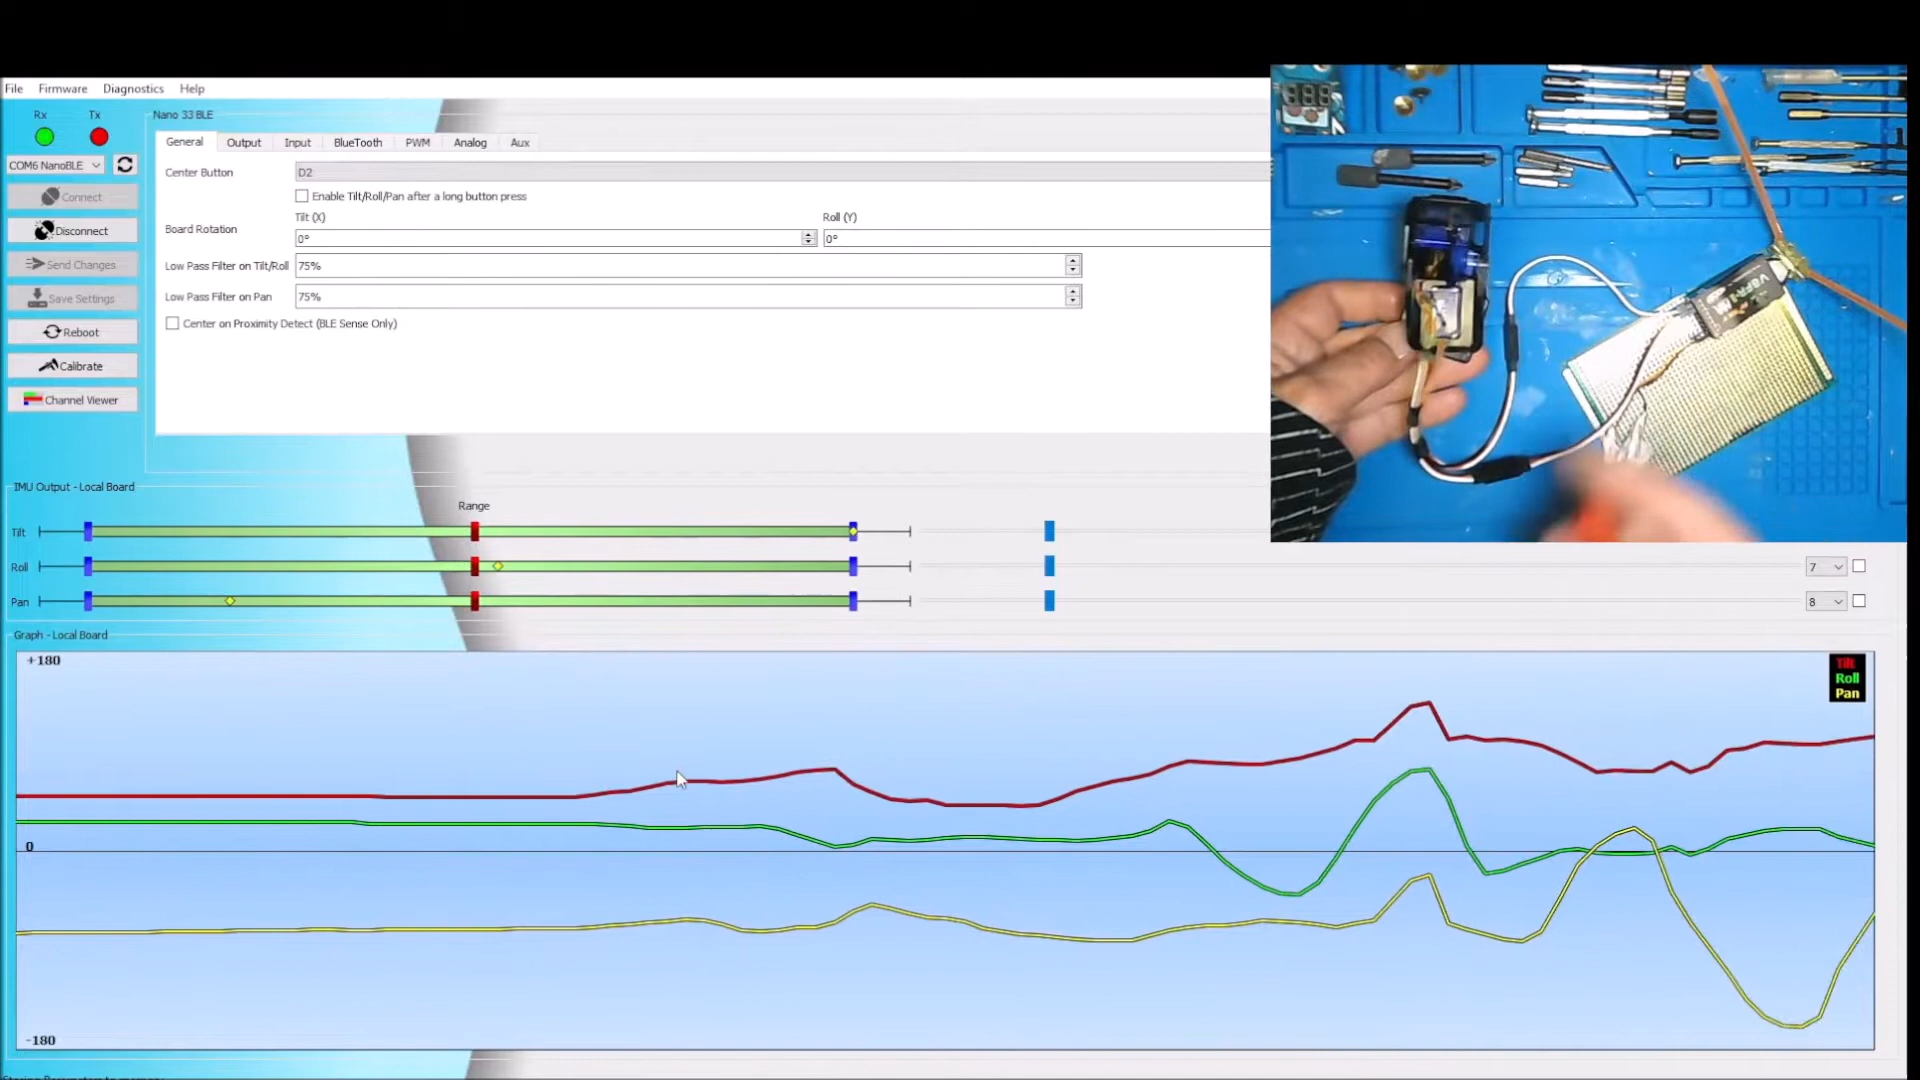 File Firmware Diagnostics Help
Rx Tx
Nano 33 BLE
General Output Input BlueTooth PWM Analog Aux
COM6 NanoBLE
Center Button D2
Connect
Enable Tilt/Roll/Pan after a long button press
Tilt (X) Roll (Y)
Board Rotation
Disconnect
0° 0°
Send Changes
Low Pass Filter on Tilt/Roll 75%
Save Settings
Low Pass Filter on Pan 75%
Center on Proximity Detect (BLE Sense Only)
Reboot
Calibrate
Channel Viewer
IMU Output - Local Board
Range
Tilt
Roll
7
Pan
8
Graph - Local Board
+180
Tilt
Roll
Pan
0
-180